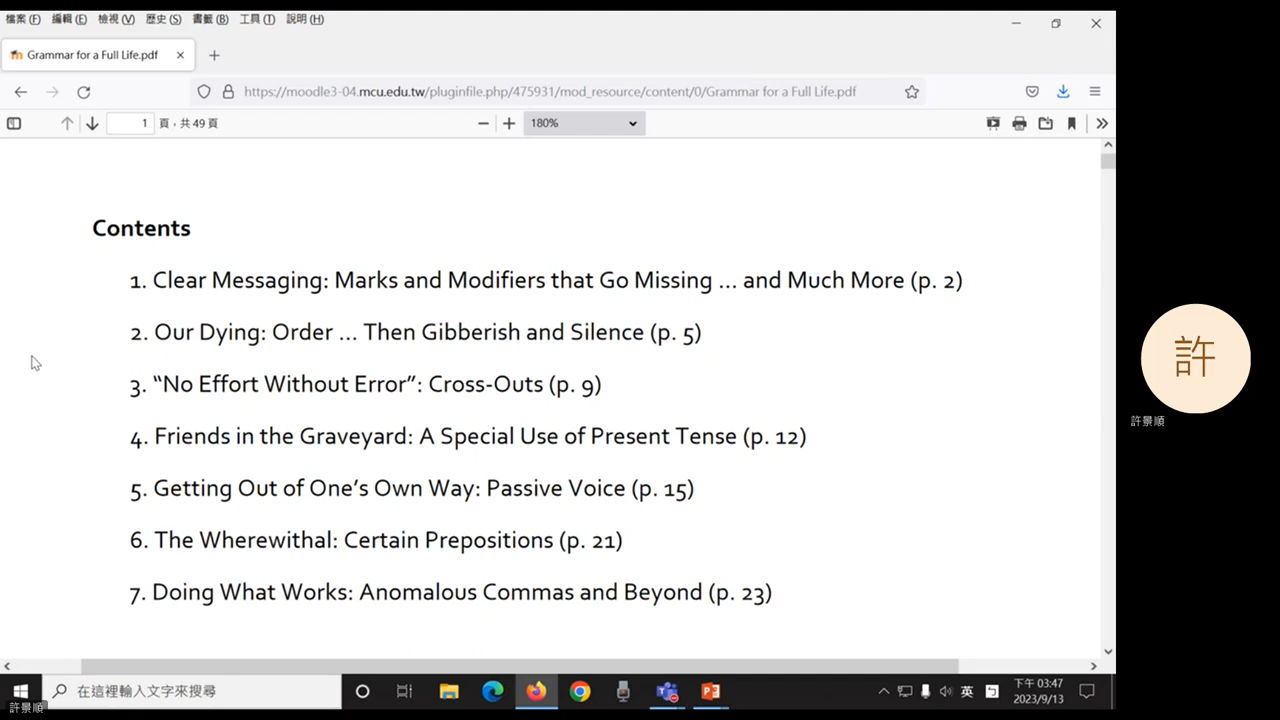 檔案(F) 編輯(E) 檢視(V) 歷史(S) 書籤(B) 工具(T) 說明(H)
Grammar for a Full Life.pdf
https://moodle3-04.mcu.edu.tw/pluginfile.php/475931/mod_resource/content/0/Grammar for a Full Life.pdf
1 頁，共 49 頁
180%
Contents
1. Clear Messaging: Marks and Modifiers that Go Missing ... and Much More (p. 2)
2. Our Dying: Order ... Then Gibberish and Silence (p. 5)
3. “No Effort Without Error”: Cross-Outs (p. 9)
4. Friends in the Graveyard: A Special Use of Present Tense (p. 12)
5. Getting Out of One’s Own Way: Passive Voice (p. 15)
6. The Wherewithal: Certain Prepositions (p. 21)
7. Doing What Works: Anomalous Commas and Beyond (p. 23)
許
許景順
在這裡輸入文字來搜尋
英
下午 03:47
2023/9/13
許景順